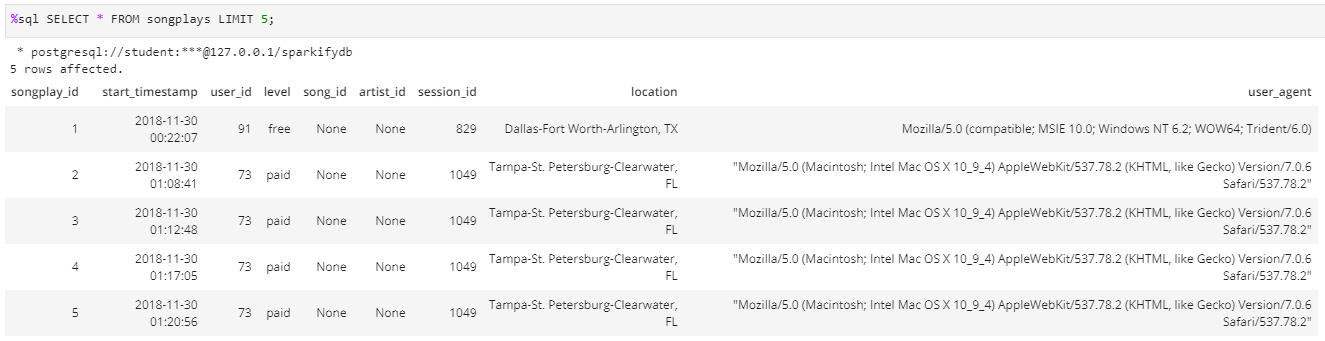 %sql SELECT * FROM songplays LIMIT 5;
* postgresql://student:***@127.0.0.1/sparkifydb
5 rows affected.
songplay_id start_timestamp user_id level song_id artist_id session_id location user_agent
1 2018-11-30 00:22:07 91 free None None 829 Dallas-Fort Worth-Arlington, TX Mozilla/5.0 (compatible; MSIE 10.0; Windows NT 6.2; WOW64; Trident/6.0)
2 2018-11-30 01:08:41 73 paid None None 1049 Tampa-St. Petersburg-Clearwater, FL "Mozilla/5.0 (Macintosh; Intel Mac OS X 10_9_4) AppleWebKit/537.78.2 (KHTML, like Gecko) Version/7.0.6 Safari/537.78.2"
3 2018-11-30 01:12:48 73 paid None None 1049 Tampa-St. Petersburg-Clearwater, FL "Mozilla/5.0 (Macintosh; Intel Mac OS X 10_9_4) AppleWebKit/537.78.2 (KHTML, like Gecko) Version/7.0.6 Safari/537.78.2"
4 2018-11-30 01:17:05 73 paid None None 1049 Tampa-St. Petersburg-Clearwater, FL "Mozilla/5.0 (Macintosh; Intel Mac OS X 10_9_4) AppleWebKit/537.78.2 (KHTML, like Gecko) Version/7.0.6 Safari/537.78.2"
5 2018-11-30 01:20:56 73 paid None None 1049 Tampa-St. Petersburg-Clearwater, FL "Mozilla/5.0 (Macintosh; Intel Mac OS X 10_9_4) AppleWebKit/537.78.2 (KHTML, like Gecko) Version/7.0.6 Safari/537.78.2"